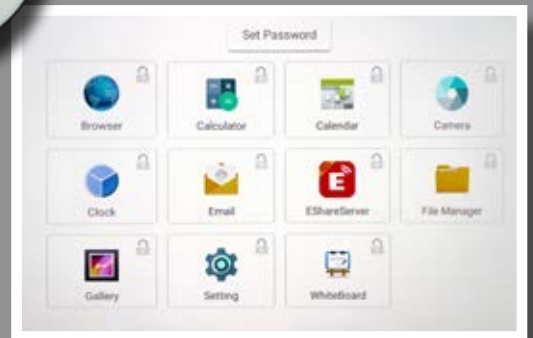 Set Password
Browser
Calculator
Calendar
Camera
Clock
Email
E
EShareServer
File Manager
Gallery
Setting
WhiteBoard